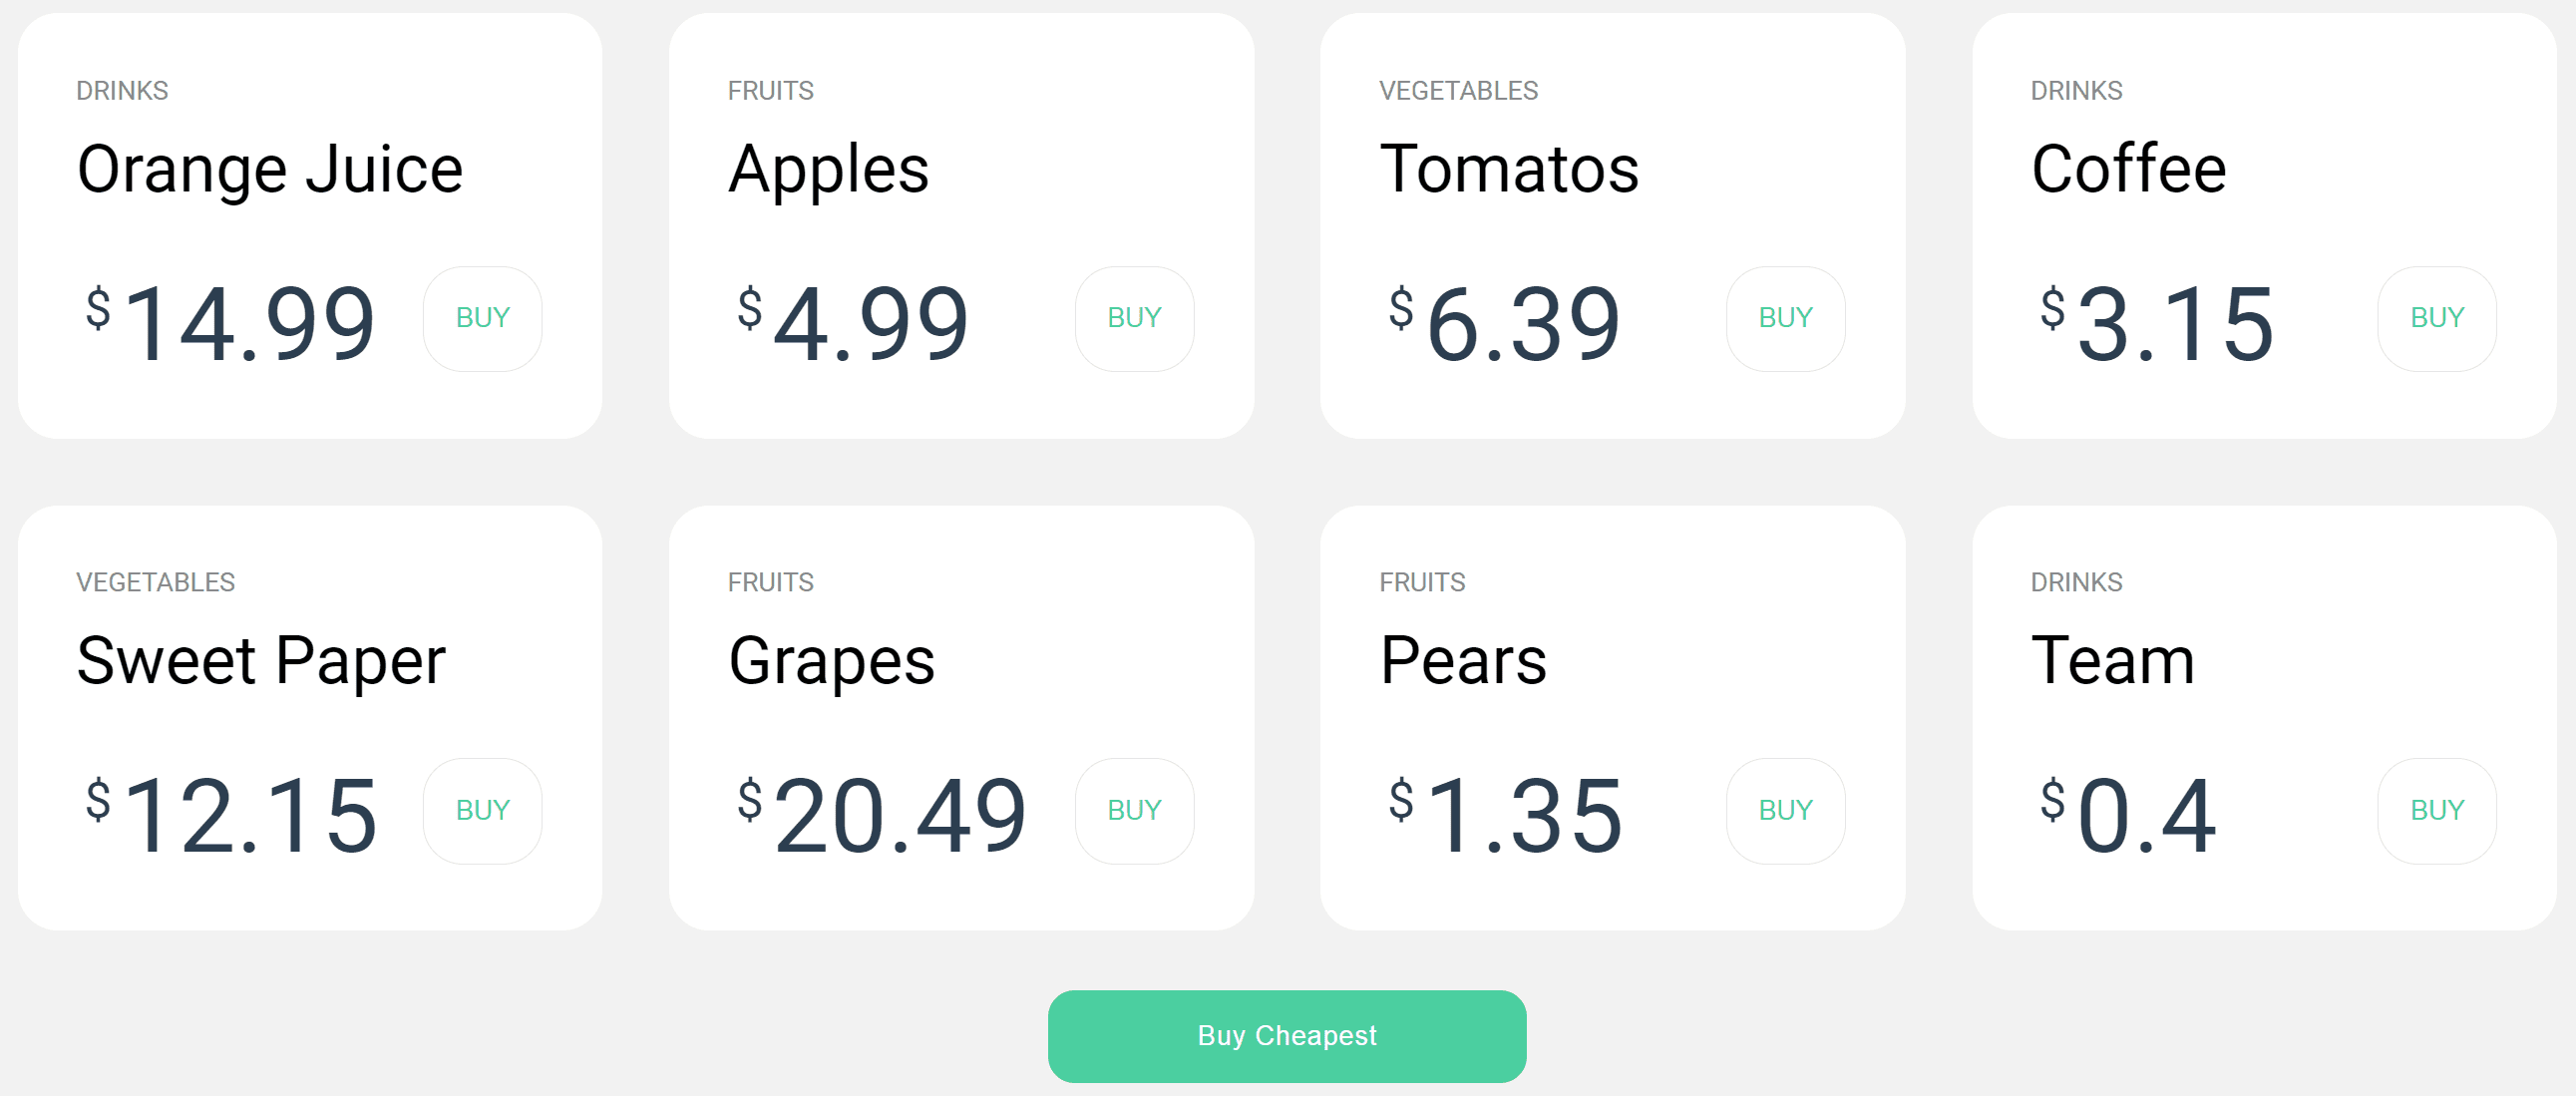 DRINKS
Orange Juice
$14.99
BUY
FRUITS
Apples
$4.99
BUY
VEGETABLES
Tomatos
$6.39
BUY
DRINKS
Coffee
$3.15
BUY
VEGETABLES
Sweet Paper
$12.15
BUY
FRUITS
Grapes
$20.49
BUY
FRUITS
Pears
$1.35
BUY
DRINKS
Team
$0.4
BUY
Buy Cheapest